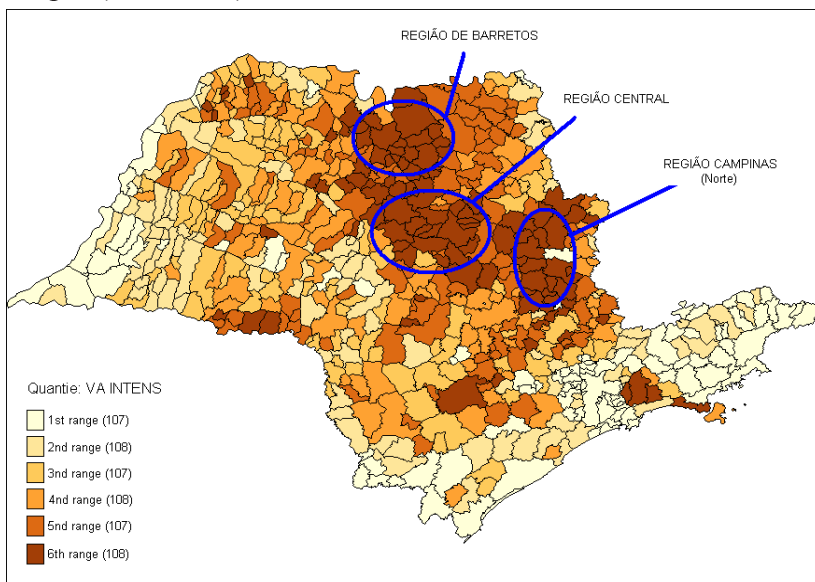 REGIÃO DE BARRETOS
REGIÃO CENTRAL
REGIÃO CAMPINAS
(Norte)
Quantie: VA INTENS
1st range (107)
2nd range (108)
3nd range (107)
4nd range (108)
5nd range (107)
6th range (108)